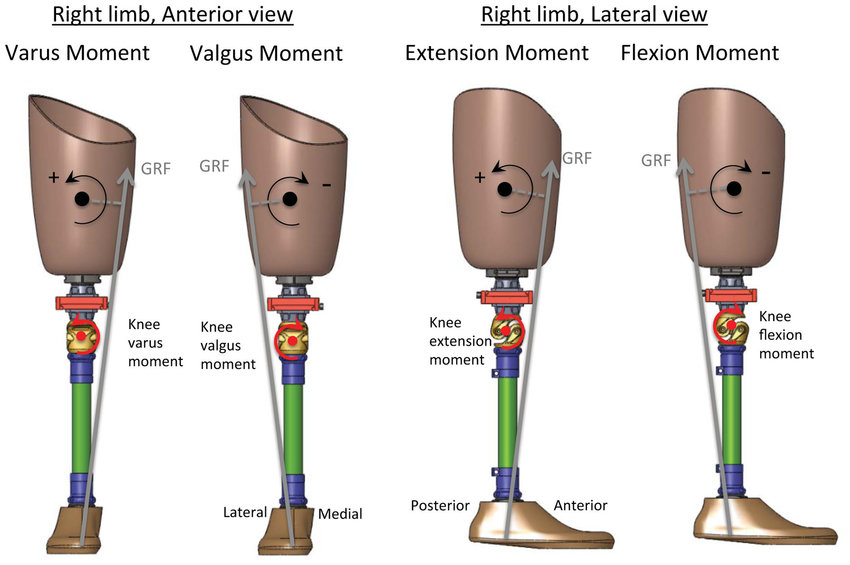 Right limb, Anterior view
Right limb, Lateral view
Varus Moment
Valgus Moment
Extension Moment
Flexion Moment
GRF
GRF
GRF
GRF
+
-
+
-
Knee
varus
moment
Knee
valgus
moment
Knee
extension
moment
Knee
flexion
moment
Lateral
Medial
Posterior
Anterior